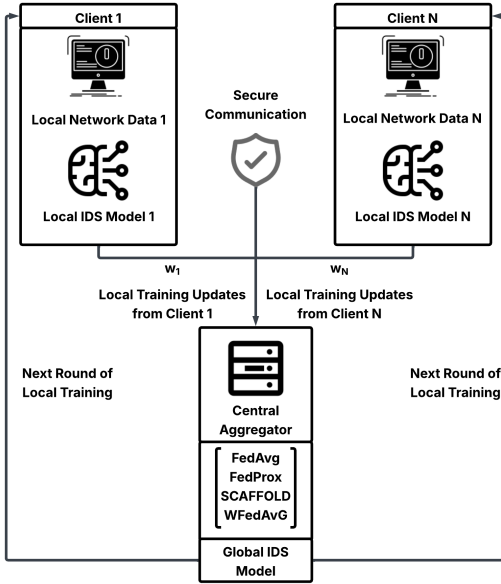 Client 1
Client N
Local Network Data 1
Local Network Data N
Secure
Communication
Local IDS Model 1
Local IDS Model N
w1
wN
Local Training Updates
from Client 1
Local Training Updates
from Client N
Next Round of
Local Training
Next Round of
Local Training
Central
Aggregator
FedAvg
FedProx
SCAFFOLD
WFedAvG
Global IDS
Model